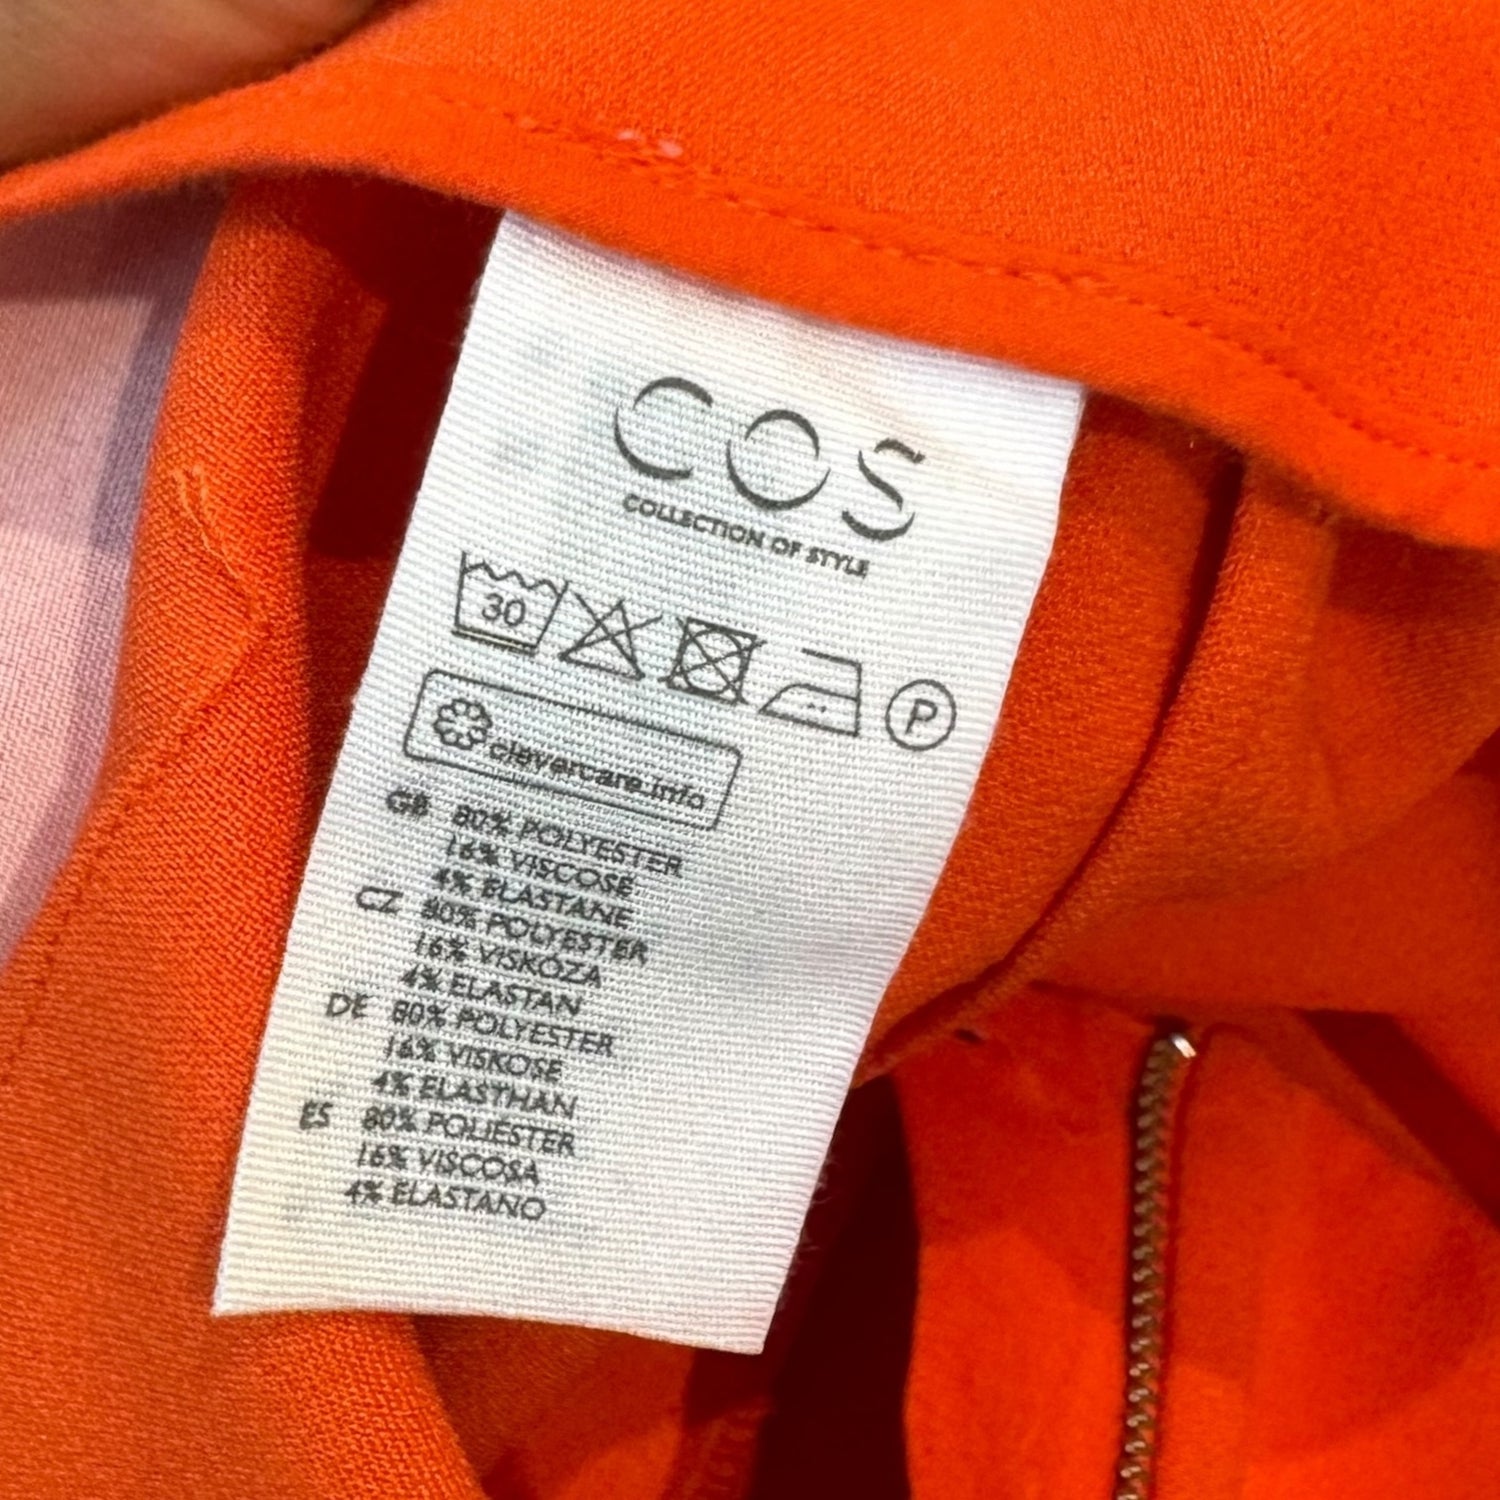 COS
COLLECTION OF STYLE
30
P
clevercare.info
GB 80% POLYESTER
16% VISCOSE
4% ELASTANE
CZ 80% POLYESTER
16% VISKÓZA
4% ELASTAN
DE 80% POLYESTER
16% VISKOSE
4% ELASTHAN
ES 80% POLIÉSTER
16% VISCOSA
4% ELASTANO